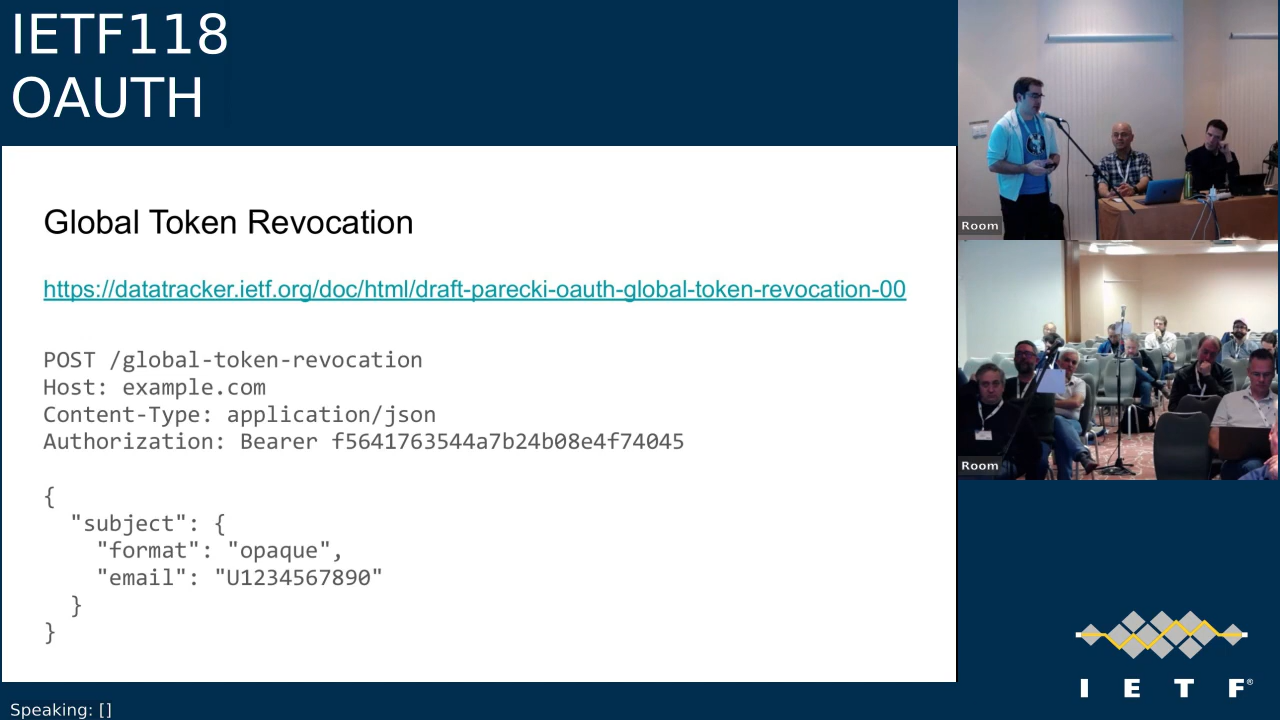 IETF118
OAUTH
Global Token Revocation
https://datatracker.ietf.org/doc/html/draft-parecki-oauth-global-token-revocation-00
POST /global-token-revocation
Host: example.com
Content-Type: application/json
Authorization: Bearer f5641763544a7b24b08e4f74045
{
"subject": {
"format": "opaque",
"email": "U1234567890"
}
}
Room
Room
I E T F®
Speaking: []